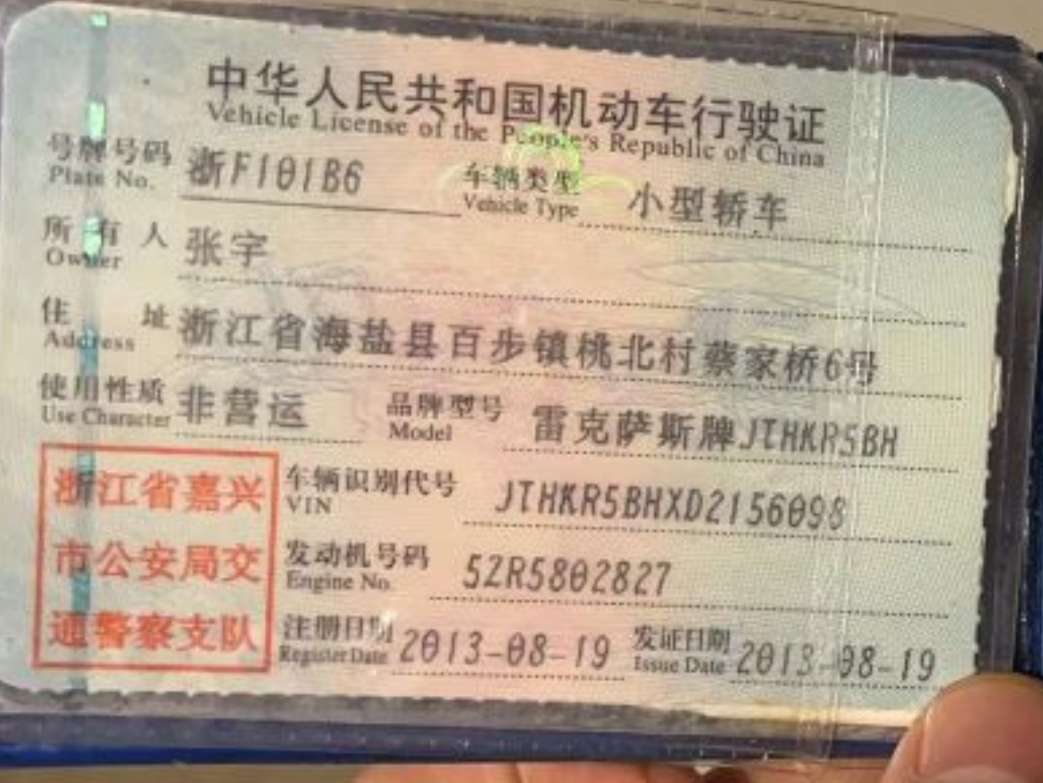 中华人民共和国机动车行驶证
Vehicle License of the People's Republic of China
号牌号码 浙F101B6 车辆类型 小型轿车
Plate No. Vehicle Type
所有人 张宇
Owner
住址 浙江省海盐县百步镇桃北村蔡家桥6号
Address
使用性质 非营运 品牌型号 雷克萨斯牌JTHKR5BH
Use Character Model
浙江省嘉兴
市公安局交
通警察支队
车辆识别代号 JTHKR5BHXD2156098
VIN
发动机号码 5ZR5802827
Engine No.
注册日期 2013-08-19 发证日期 2013-08-19
Register Date Issue Date